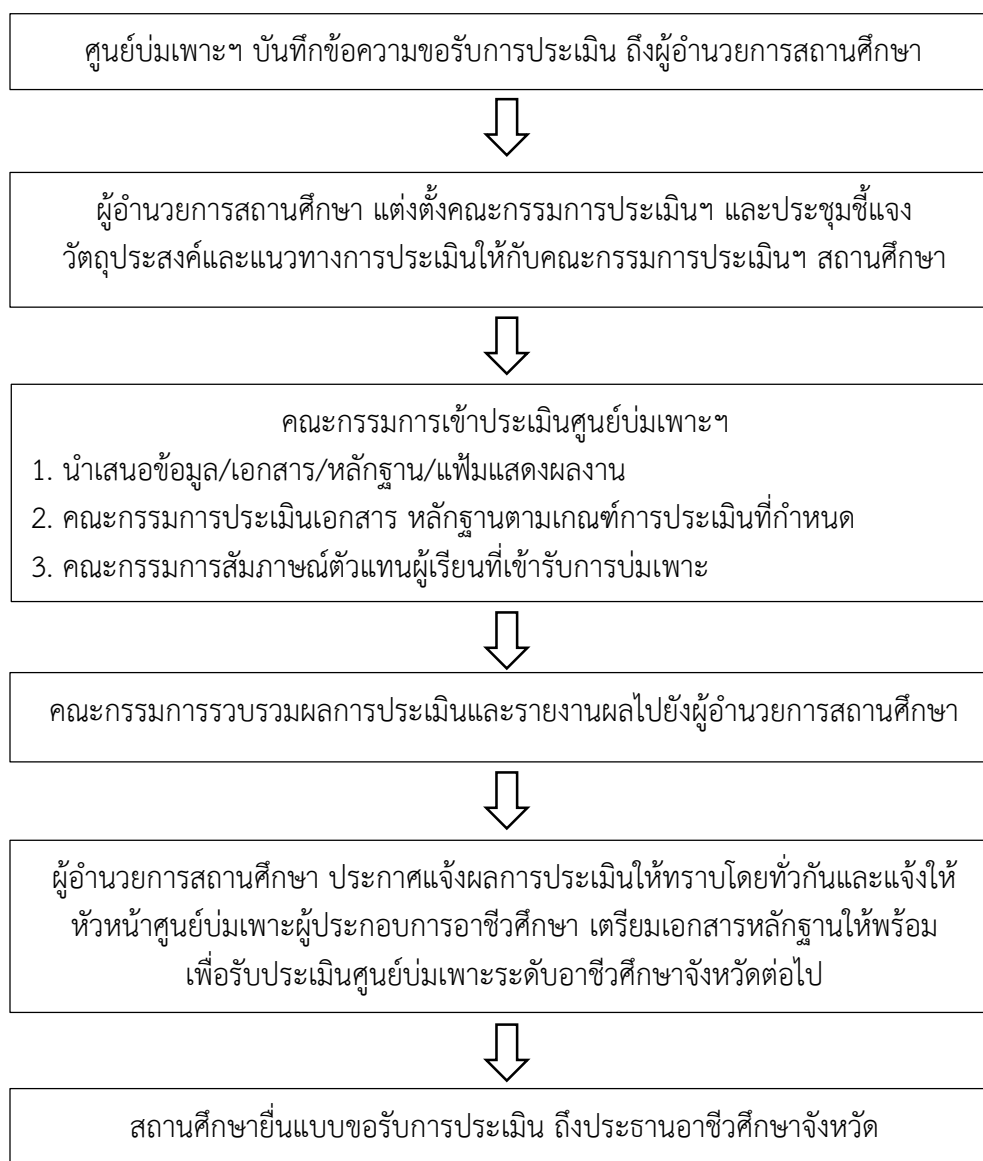 ศูนย์บ่มเพาะฯ บันทึกข้อความขอรับการประเมิน ถึงผู้อำนวยการสถานศึกษา
ผู้อำนวยการสถานศึกษา แต่งตั้งคณะกรรมการประเมินฯ และประชุมชี้แจง
วัตถุประสงค์และแนวทางการประเมินให้กับคณะกรรมการประเมินฯ สถานศึกษา
คณะกรรมการเข้าประเมินศูนย์บ่มเพาะฯ
1. นำเสนอข้อมูล/เอกสาร/หลักฐาน/แฟ้มแสดงผลงาน
2. คณะกรรมการประเมินเอกสาร หลักฐานตามเกณฑ์การประเมินที่กำหนด
3. คณะกรรมการสัมภาษณ์ตัวแทนผู้เรียนที่เข้ารับการบ่มเพาะ
คณะกรรมการรวบรวมผลการประเมินและรายงานผลไปยังผู้อำนวยการสถานศึกษา
ผู้อำนวยการสถานศึกษา ประกาศแจ้งผลการประเมินให้ทราบโดยทั่วกันและแจ้งให้
หัวหน้าศูนย์บ่มเพาะผู้ประกอบการอาชีวศึกษา เตรียมเอกสารหลักฐานให้พร้อม
เพื่อรับประเมินศูนย์บ่มเพาะระดับอาชีวศึกษาจังหวัดต่อไป
สถานศึกษายื่นแบบขอรับการประเมิน ถึงประธานอาชีวศึกษาจังหวัด